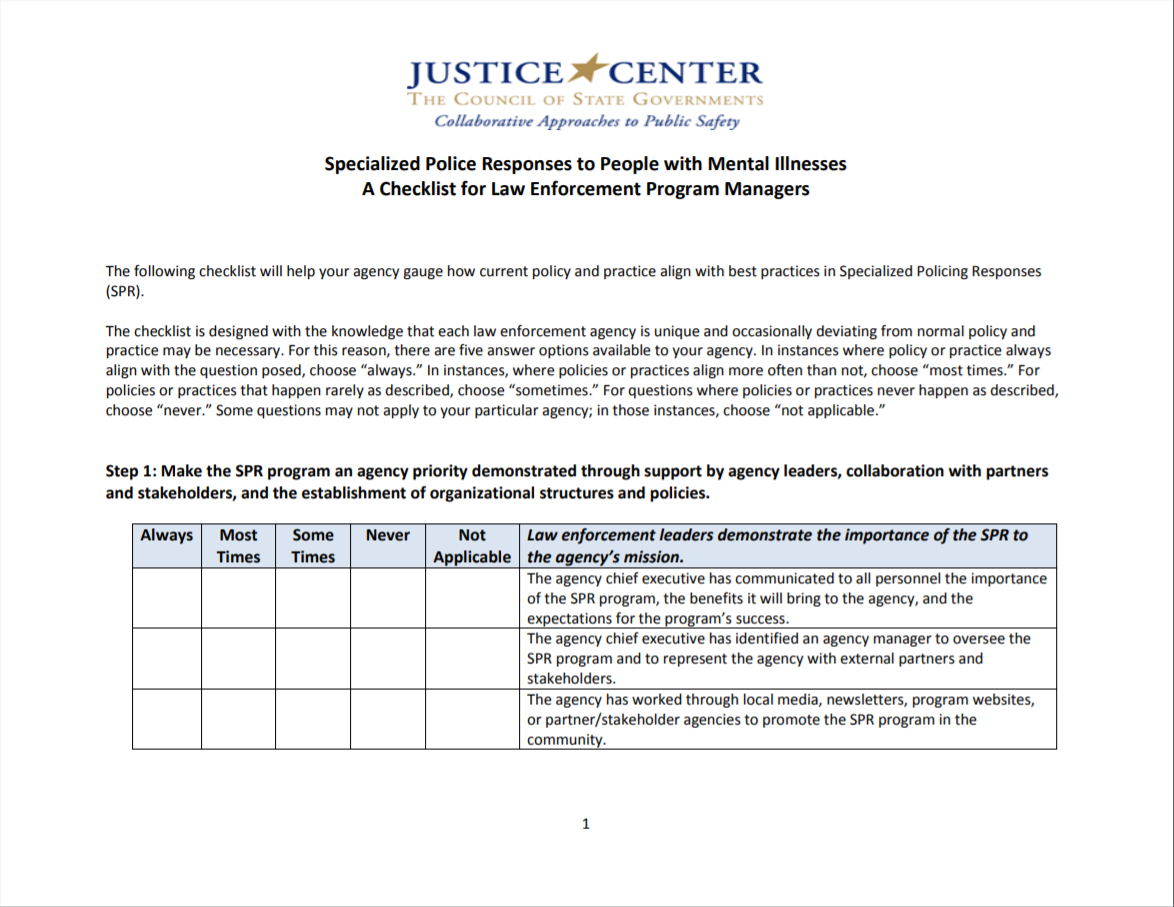 JUSTICE CENTER
THE COUNCIL OF STATE GOVERNMENTS
Collaborative Approaches to Public Safety
Specialized Police Responses to People with Mental Illnesses
A Checklist for Law Enforcement Program Managers
The following checklist will help your agency gauge how current policy and practice align with best practices in Specialized Policing Responses
(SPR).
The checklist is designed with the knowledge that each law enforcement agency is unique and occasionally deviating from normal policy and
practice may be necessary. For this reason, there are five answer options available to your agency. In instances where policy or practice always
align with the question posed, choose “always.” In instances, where policies or practices align more often than not, choose “most times.” For
policies or practices that happen rarely as described, choose “sometimes.” For questions where policies or practices never happen as described,
choose “never.” Some questions may not apply to your particular agency; in those instances, choose “not applicable.”
Step 1: Make the SPR program an agency priority demonstrated through support by agency leaders, collaboration with partners
and stakeholders, and the establishment of organizational structures and policies.
Always
Most
Times
Some
Times
Never
Not
Applicable
Law enforcement leaders demonstrate the importance of the SPR to
the agency’s mission.
The agency chief executive has communicated to all personnel the importance
of the SPR program, the benefits it will bring to the agency, and the
expectations for the program’s success.
The agency chief executive has identified an agency manager to oversee the
SPR program and to represent the agency with external partners and
stakeholders.
The agency has worked through local media, newsletters, program websites,
or partner/stakeholder agencies to promote the SPR program in the
community.
1